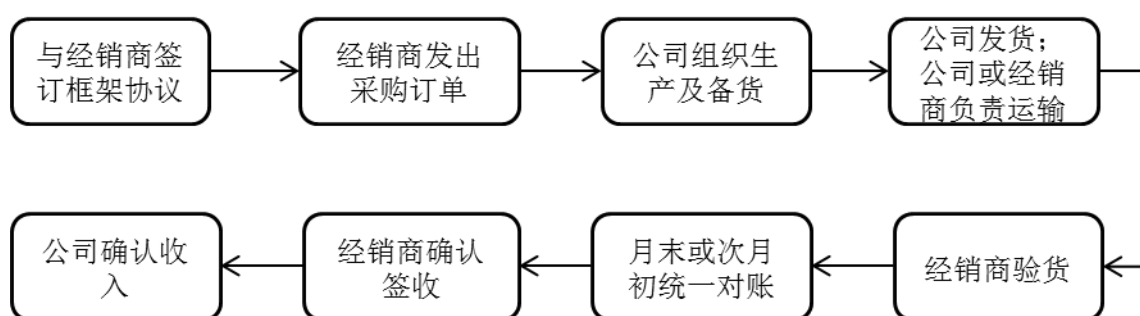 与经销商签
订框架协议
经销商发出
采购订单
公司组织生
产及备货
公司发货；
公司或经销
商负责运输
经销商验货
月末或次月
初统一对账
经销商确认
签收
公司确认收
入